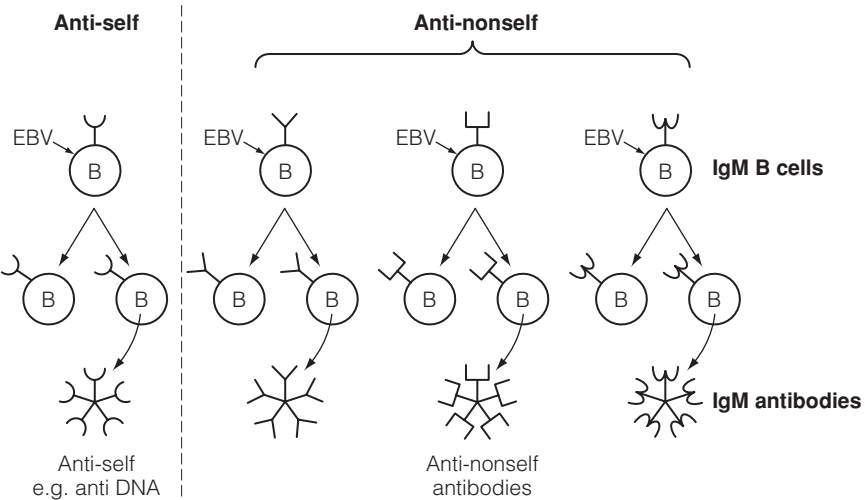 Anti-self
Anti-nonself
EBV
EBV
EBV
EBV
B
B
B
B
IgM B cells
B
B
B
B
B
B
B
B
IgM antibodies
Anti-self
e.g. anti DNA
Anti-nonself
antibodies